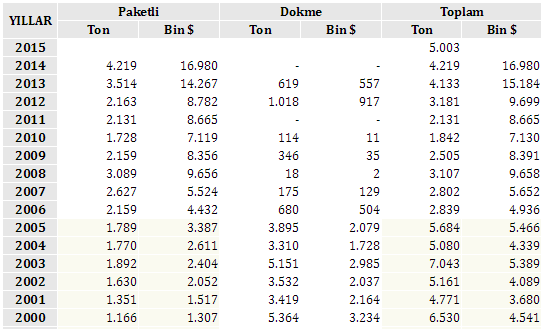 YILLAR Paketli Dokme Toplam
Ton Bin $ Ton Bin $ Ton Bin $
2015 5.003
2014 4.219 16.980 - - 4.219 16.980
2013 3.514 14.267 619 557 4.133 15.184
2012 2.163 8.782 1.018 917 3.181 9.699
2011 2.131 8.665 - - 2.131 8.665
2010 1.728 7.119 114 11 1.842 7.130
2009 2.159 8.356 346 35 2.505 8.391
2008 3.089 9.656 18 2 3.107 9.658
2007 2.627 5.524 175 129 2.802 5.652
2006 2.159 4.432 680 504 2.839 4.936
2005 1.789 3.387 3.895 2.079 5.684 5.466
2004 1.770 2.611 3.310 1.728 5.080 4.339
2003 1.892 2.404 5.151 2.985 7.043 5.389
2002 1.630 2.052 3.532 2.037 5.161 4.089
2001 1.351 1.517 3.419 2.164 4.771 3.680
2000 1.166 1.307 5.364 3.234 6.530 4.541